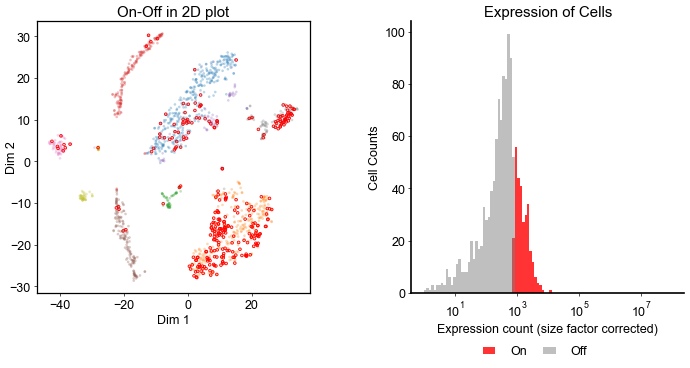 On-Off in 2D plot
30
20
10
0
−10
−20
−30
Dim 2
−40
−20
0
20
Dim 1
Expression of Cells
100
80
60
40
20
0
Cell Counts
10^1
10^3
10^5
10^7
Expression count (size factor corrected)
On
Off